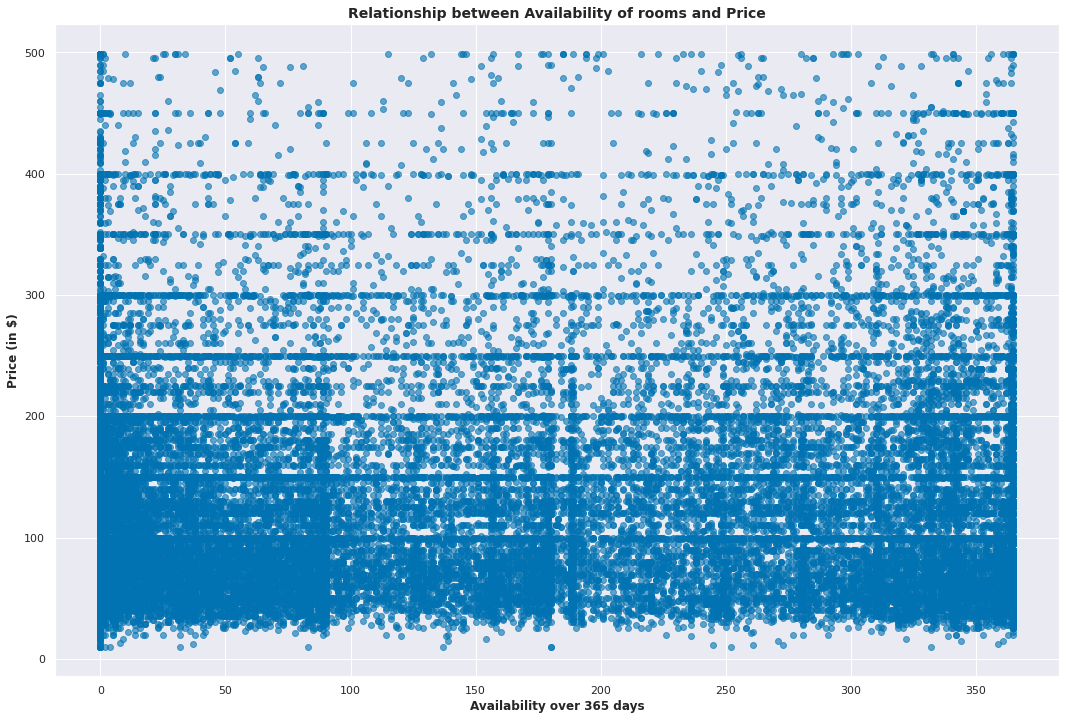 Relationship between Availability of rooms and Price
Price (in $)
500
400
300
200
100
0
0 50 100 150 200 250 300 350
Availability over 365 days